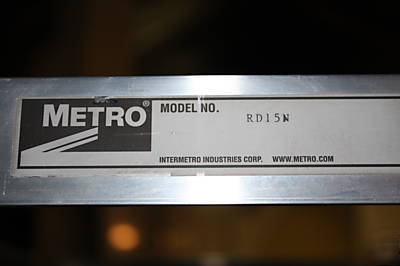 METRO®
MODEL NO. RD15N
INTERMETRO INDUSTRIES CORP. WWW.METRO.COM